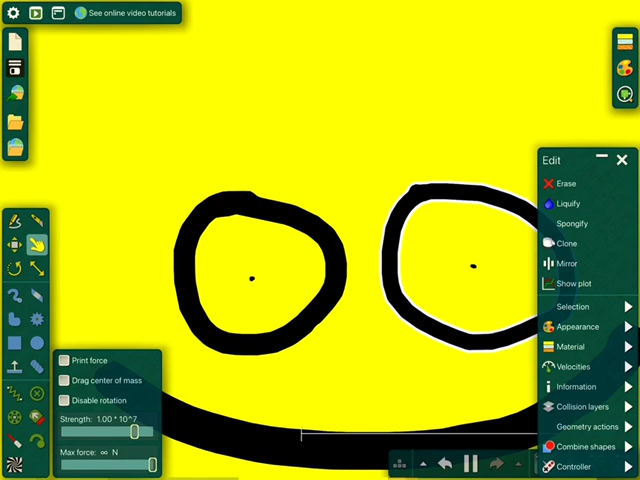 See online video tutorials
Edit
Erase
Liquify
Spongify
Clone
Mirror
Show plot
Selection
Appearance
Material
Velocities
Information
Collision layers
Geometry actions
Combine shapes
Controller
Print force
Drag center of mass
Disable rotation
Strength: 1.00 * 10^7
Max force: ∞ N